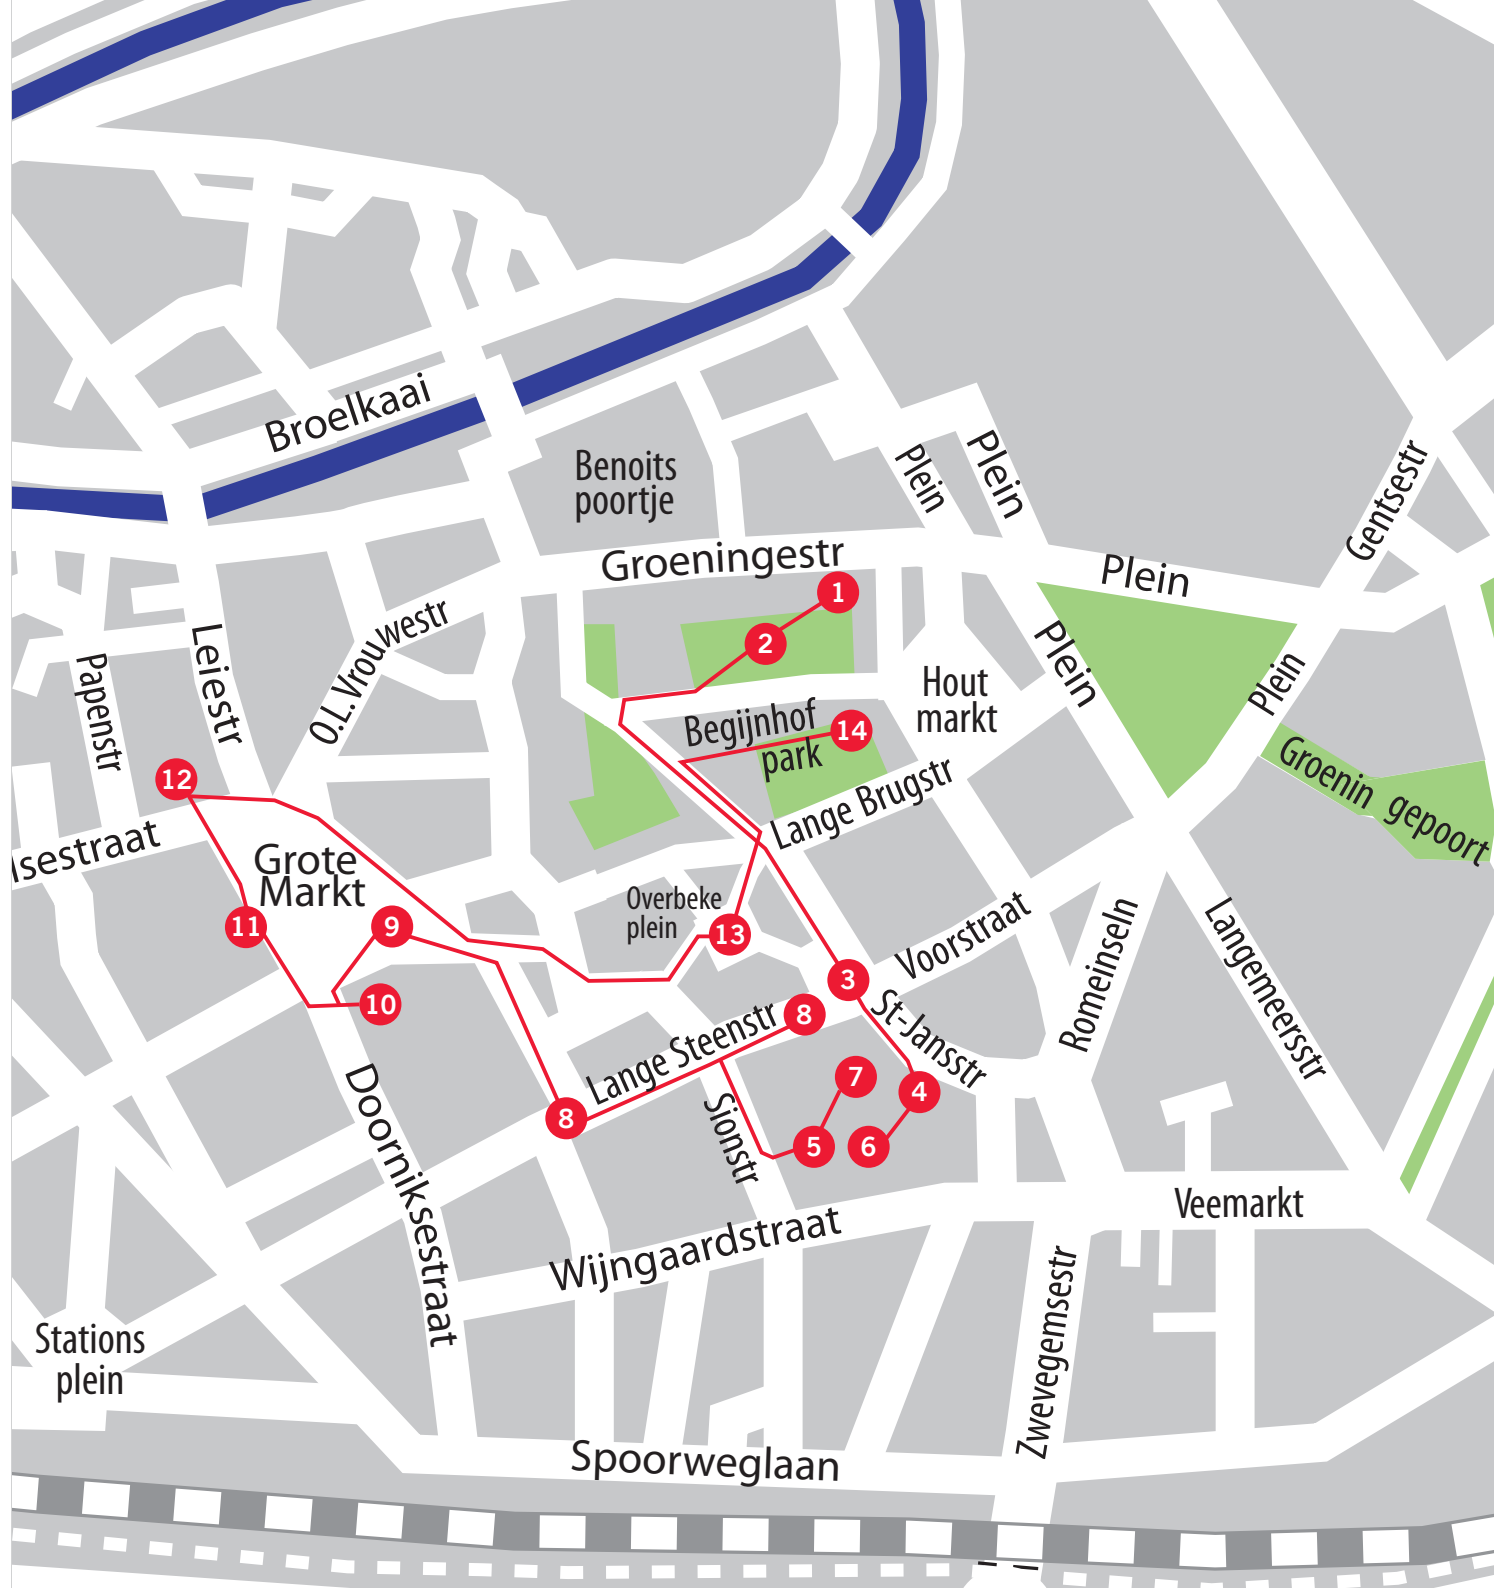 Broelkaai
Benoits
poortje
Plein
Plein
Gentsestr
Groeningestr
Plein
1
2
O.L. Vrouwestr
Leiestr
Papenstr
Plein
Plein
Hout
markt
Begijnhof
park
14
12
Groenin gepoort
Lange Brugstr
lsestraat
Grote
Markt
Overbeke
plein
11
9
13
Voorstraat
Romeinseln
Langemeersstr
3
10
8
St-Jansstr
Lange Steenstr
7
4
8
Sionstr
5
6
Doorniksestraat
Veemarkt
Wijngaardstraat
Zwevegemsestr
Stations
plein
Spoorweglaan